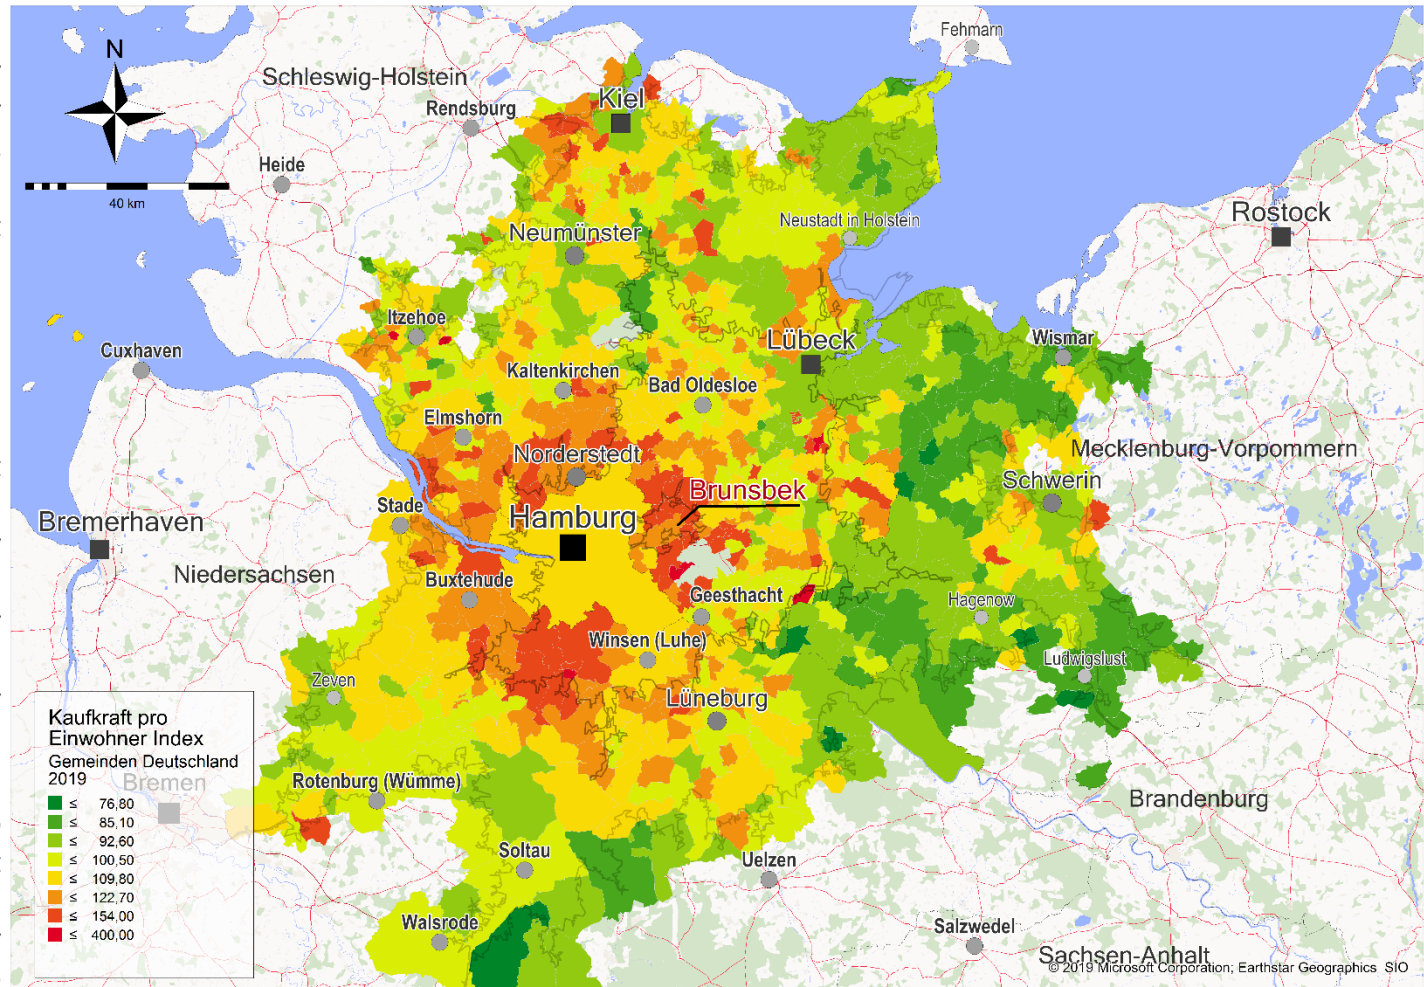 Fehmarn
N
Schleswig-Holstein
Kiel
Rendsburg
Heide
40 km
Neustadt in Holstein
Rostock
Neumünster
Itzehoe
Lübeck
Wismar
Cuxhaven
Kaltenkirchen
Bad Oldesloe
Elmshorn
Mecklenburg-Vorpommern
Norderstedt
Schwerin
Brunsbek
Stade
Hamburg
Bremerhaven
Niedersachsen
Buxtehude
Geesthacht
Hagenow
Winsen (Luhe)
Ludwigslust
Zeven
Lüneburg
Kaufkraft pro
Einwohner Index
Gemeinden Deutschland
2019
Bremen
≤ 76,80
≤ 85,10
≤ 92,60
≤ 100,50
≤ 109,80
≤ 122,70
≤ 154,00
≤ 400,00
Rotenburg (Wümme)
Brandenburg
Soltau
Uelzen
Walsrode
Salzwedel
Sachsen-Anhalt
© 2019 Microsoft Corporation; Earthstar Geographics SIO